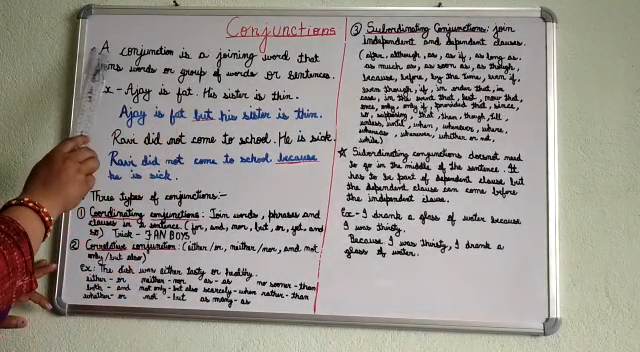 Conjunctions
A conjunction is a joining word that
joins words or group of words or sentences.
Ex - Ajay is fat. His sister is thin.
Ajay is fat but his sister is thin.
Ravi did not come to school. He is sick.
Ravi did not come to school because
he is sick.
Three types of conjunctions:-
① Coordinating conjunctions: Join words, phrases and
clauses in a sentence. (for, and, nor, but, or, yet, and
so) Trick - FANBOYS
② Correlative conjunction: (either/or, neither/nor, and not
only/but also)
Ex: The dish was either tasty or healthy.
either - or neither - nor as - as no sooner - than
both - and not only - but also scarcely - when rather - than
whether - or not - but as many - as
③ Subordinating Conjunctions: join
independent and dependent clauses.
(after, although, as, as if, as long as,
as much as, as soon as, as though,
because, before, by the time, even if,
even though, if, in order that, in
case, in the event that, lest, now that,
once, only, only if, provided that, since,
so, supposing, that, than, though, till,
unless, until, when, whenever, where,
whereas, wherever, whether or not,
while)
☆ Subordinating conjunctions doesnot need
to go in the middle of the sentence. It
has to be part of dependent clause but
the dependent clause can come before
the independent clause.
Ex - I drank a glass of water because
I was thirsty.
Because I was thirsty, I drank a
glass of water.